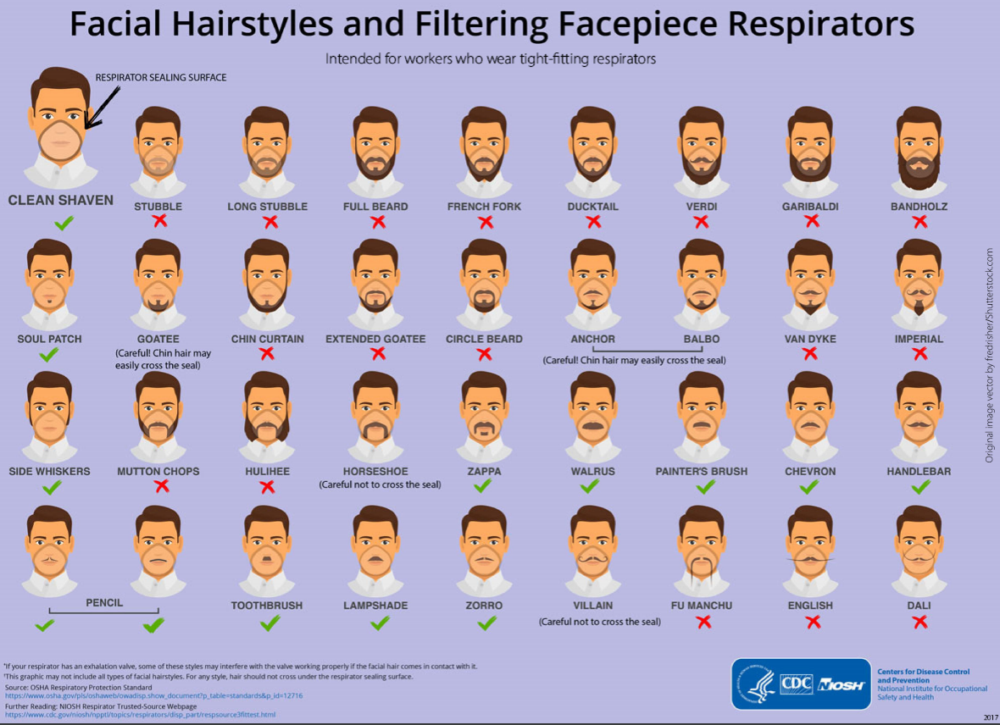 Facial Hairstyles and Filtering Facepiece Respirators
Intended for workers who wear tight-fitting respirators
RESPIRATOR SEALING SURFACE
CLEAN SHAVEN
STUBBLE
LONG STUBBLE
FULL BEARD
FRENCH FORK
DUCKTAIL
VERDI
GARIBALDI
BANDHOLZ
SOUL PATCH
GOATEE
(Careful! Chin hair may
easily cross the seal)
CHIN CURTAIN
EXTENDED GOATEE
CIRCLE BEARD
ANCHOR
BALBO
(Careful! Chin hair may easily cross the seal)
VAN DYKE
IMPERIAL
SIDE WHISKERS
MUTTON CHOPS
HULIHEE
HORSESHOE
(Careful not to cross the seal)
ZAPPA
WALRUS
PAINTER'S BRUSH
CHEVRON
HANDLEBAR
PENCIL
TOOTHBRUSH
LAMPSHADE
ZORRO
VILLAIN
(Careful not to cross the seal)
FU MANCHU
ENGLISH
DALI
Original image vector by fredrisher/Shutterstock.com
*If your respirator has an exhalation valve, some of these styles may interfere with the valve working properly if the facial hair comes in contact with it.
†This graphic may not include all types of facial hairstyles. For any style, hair should not cross under the respirator sealing surface.
Source: OSHA Respiratory Protection Standard
https://www.osha.gov/pls/oshaweb/owadisp.show_document?p_table=standards&p_id=12716
Further Reading: NIOSH Respirator Trusted-Source Webpage
https://www.cdc.gov/niosh/npptl/topics/respirators/disp_part/respsource3fittest.html
CDC
NIOSH
Centers for Disease Control
and Prevention
National Institute for Occupational
Safety and Health
2017